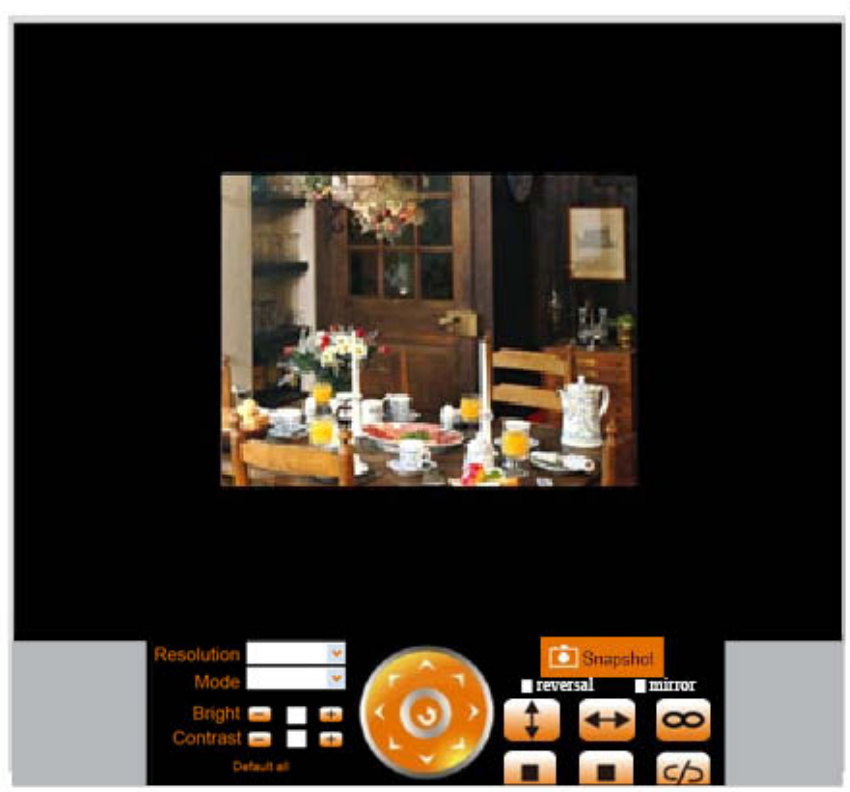 Resolution
Mode
Bright
Contrast
Default all
Snapshot
reversal
mirror